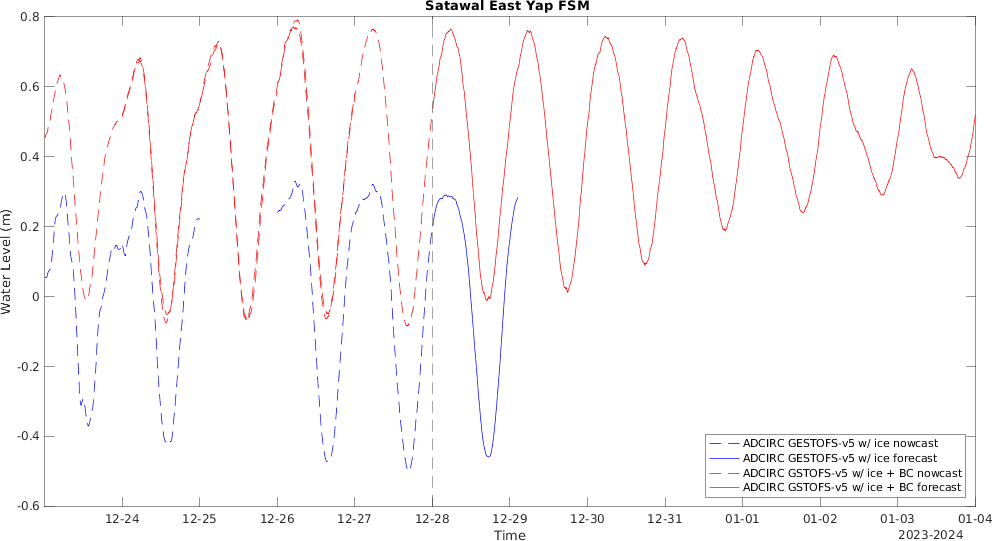 Satawal East Yap FSM
0.8
0.6
0.4
0.2
0
-0.2
-0.4
-0.6
Water Level (m)
ADCIRC GESTOFS-v5 w/ ice nowcast
ADCIRC GESTOFS-v5 w/ ice forecast
ADCIRC GSTOFS-v5 w/ ice + BC nowcast
ADCIRC GSTOFS-v5 w/ ice + BC forecast
12-24 12-25 12-26 12-27 12-28 12-29 12-30 12-31 01-01 01-02 01-03 01-04
Time 2023-2024